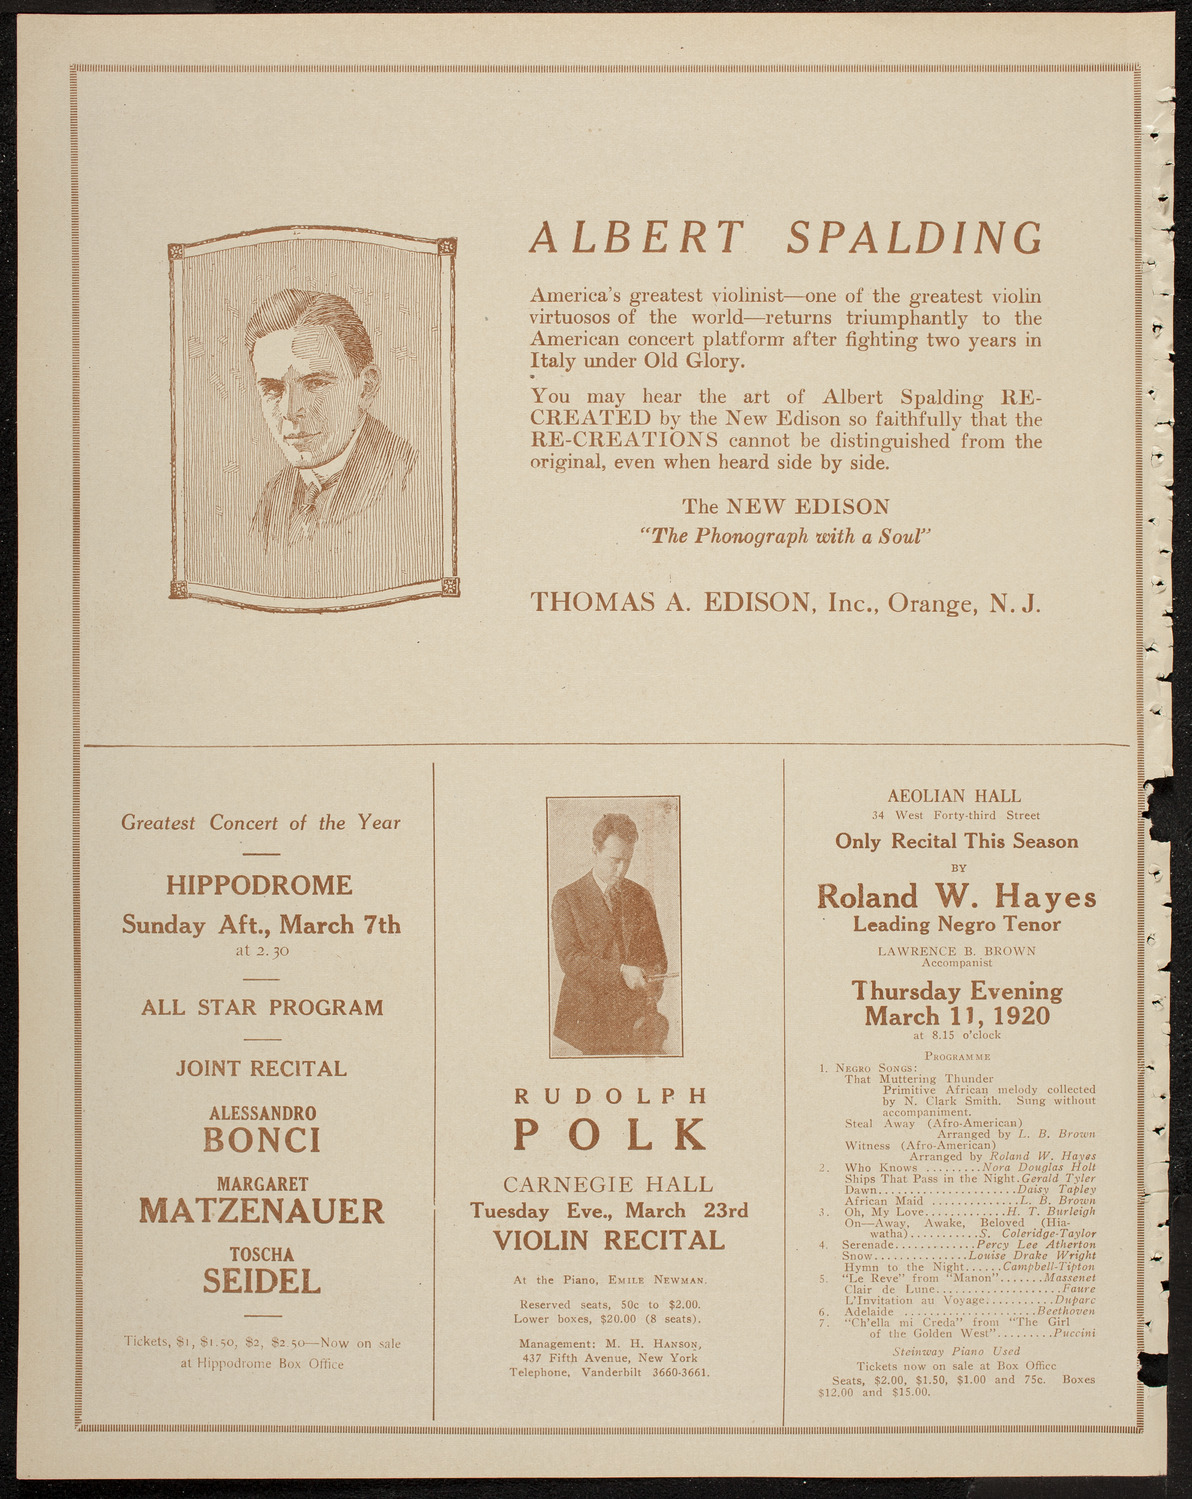 ALBERT SPALDING
America's greatest violinist—one of the greatest violin
virtuosos of the world—returns triumphantly to the
American concert platform after fighting two years in
Italy under Old Glory.
You may hear the art of Albert Spalding RE-
CREATED by the New Edison so faithfully that the
RE-CREATIONS cannot be distinguished from the
original, even when heard side by side.
The NEW EDISON
"The Phonograph with a Soul"
THOMAS A. EDISON, Inc., Orange, N. J.
Greatest Concert of the Year
HIPPODROME
Sunday Aft., March 7th
at 2.30
ALL STAR PROGRAM
JOINT RECITAL
ALESSANDRO
BONCI
MARGARET
MATZENAUER
TOSCHA
SEIDEL
Tickets, $1, $1.50, $2, $2.50—Now on sale
at Hippodrome Box Office
RUDOLPH
POLK
CARNEGIE HALL
Tuesday Eve., March 23rd
VIOLIN RECITAL
At the Piano, EMILE NEWMAN.
Reserved seats, 50c to $2.00.
Lower boxes, $20.00 (8 seats).
Management: M. H. HANSON,
437 Fifth Avenue, New York
Telephone, Vanderbilt 3660-3661.
AEOLIAN HALL
34 West Forty-third Street
Only Recital This Season
BY
Roland W. Hayes
Leading Negro Tenor
LAWRENCE B. BROWN
Accompanist
Thursday Evening
March 11, 1920
at 8.15 o'clock
PROGRAMME
1. NEGRO SONGS:
That Muttering Thunder
Primitive African melody collected
by N. Clark Smith. Sung without
accompaniment.
Steal Away (Afro-American)
Arranged by L. B. Brown
Witness (Afro-American)
Arranged by Roland W. Hayes
2. Who Knows .........Nora Douglas Holt
Ships That Pass in the Night.Gerald Tyler
Dawn......................Daisy Tapley
African Maid ..............L. B. Brown
3. Oh, My Love............H. T. Burleigh
On—Away, Awake, Beloved (Hia-
watha)...........S. Coleridge-Taylor
4. Serenade.............Percy Lee Atherton
Snow...............Louise Drake Wright
Hymn to the Night......Campbell-Tipton
5. "Le Reve" from "Manon".......Massenet
Clair de Lune....................Faure
L'Invitation au Voyage...........Duparc
6. Adelaide .....................Beethoven
7. "Ch'ella mi Creda" from "The Girl
of the Golden West".........Puccini
Steinway Piano Used
Tickets now on sale at Box Office
Seats, $2.00, $1.50, $1.00 and 75c. Boxes
$12.00 and $15.00.